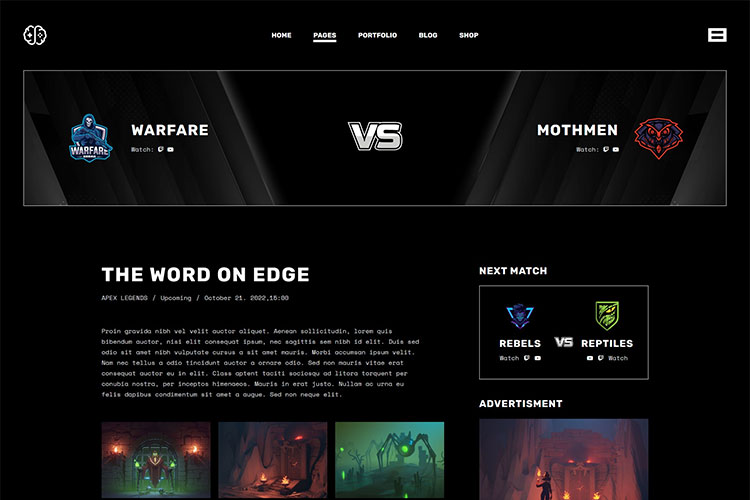 HOME PAGES PORTFOLIO BLOG SHOP
WARFARE
WARFARE
Watch:
VS
MOTHMEN
Watch:
THE WORD ON EDGE
APEX LEGENDS / Upcoming / October 21. 2022,15:00
Proin gravida nibh vel velit auctor aliquet. Aenean sollicitudin, lorem quis
bibendum auctor, nisi elit consequat ipsum, nec sagittis sem nibh id elit. Duis sed
odio sit amet nibh vulputate cursus a sit amet mauris. Morbi accumsan ipsum velit.
Nam nec tellus a odio tincidunt auctor a ornare odio. Sed non mauris vitae erat
consequat auctor eu in elit. Class aptent taciti sociosqu ad litora torquent per
conubia nostra, per inceptos himenaeos. Mauris in erat justo. Nullam ac urna eu
felis dapibus condimentum sit amet a augue. Sed non neque elit.
NEXT MATCH
REBELS
Watch
VS
REPTILES
Watch
ADVERTISMENT